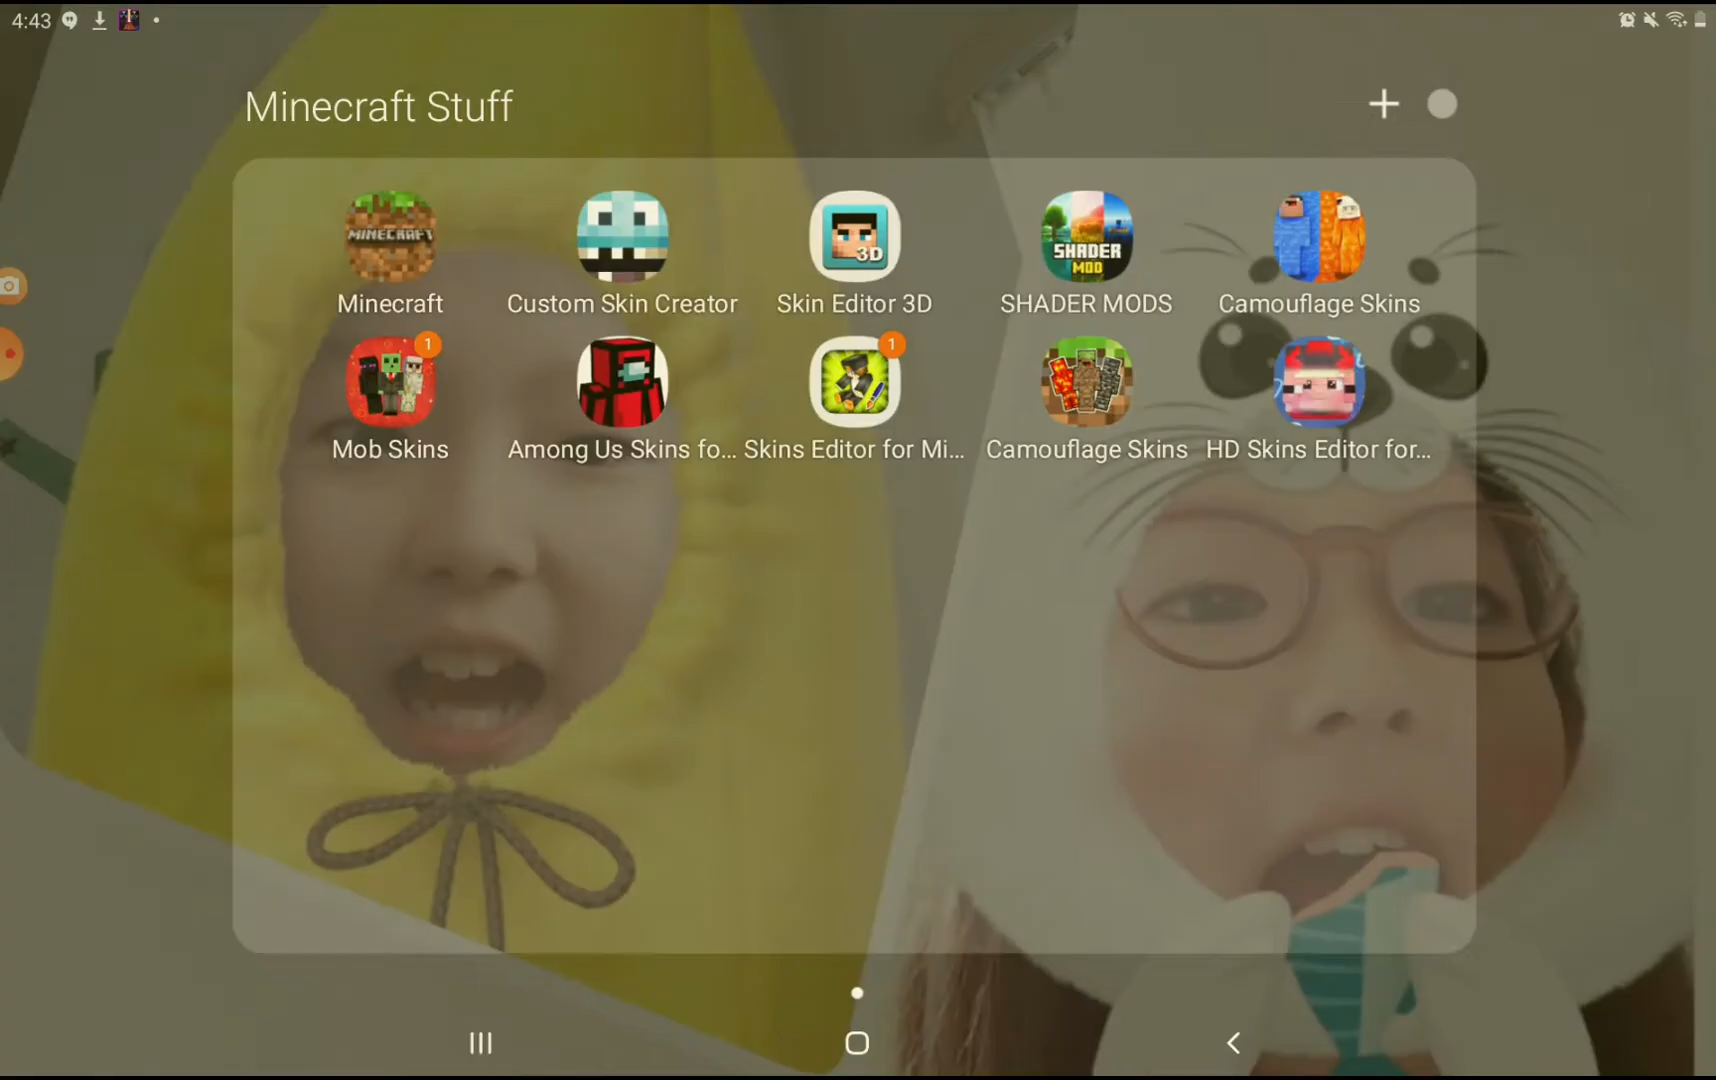 4:43
Minecraft Stuff
MINECRAFT
3D
SHADER
MOD
Minecraft
Custom Skin Creator
Skin Editor 3D
SHADER MODS
Camouflage Skins
1
1
Mob Skins
Among Us Skins fo...
Skins Editor for Mi...
Camouflage Skins
HD Skins Editor for...